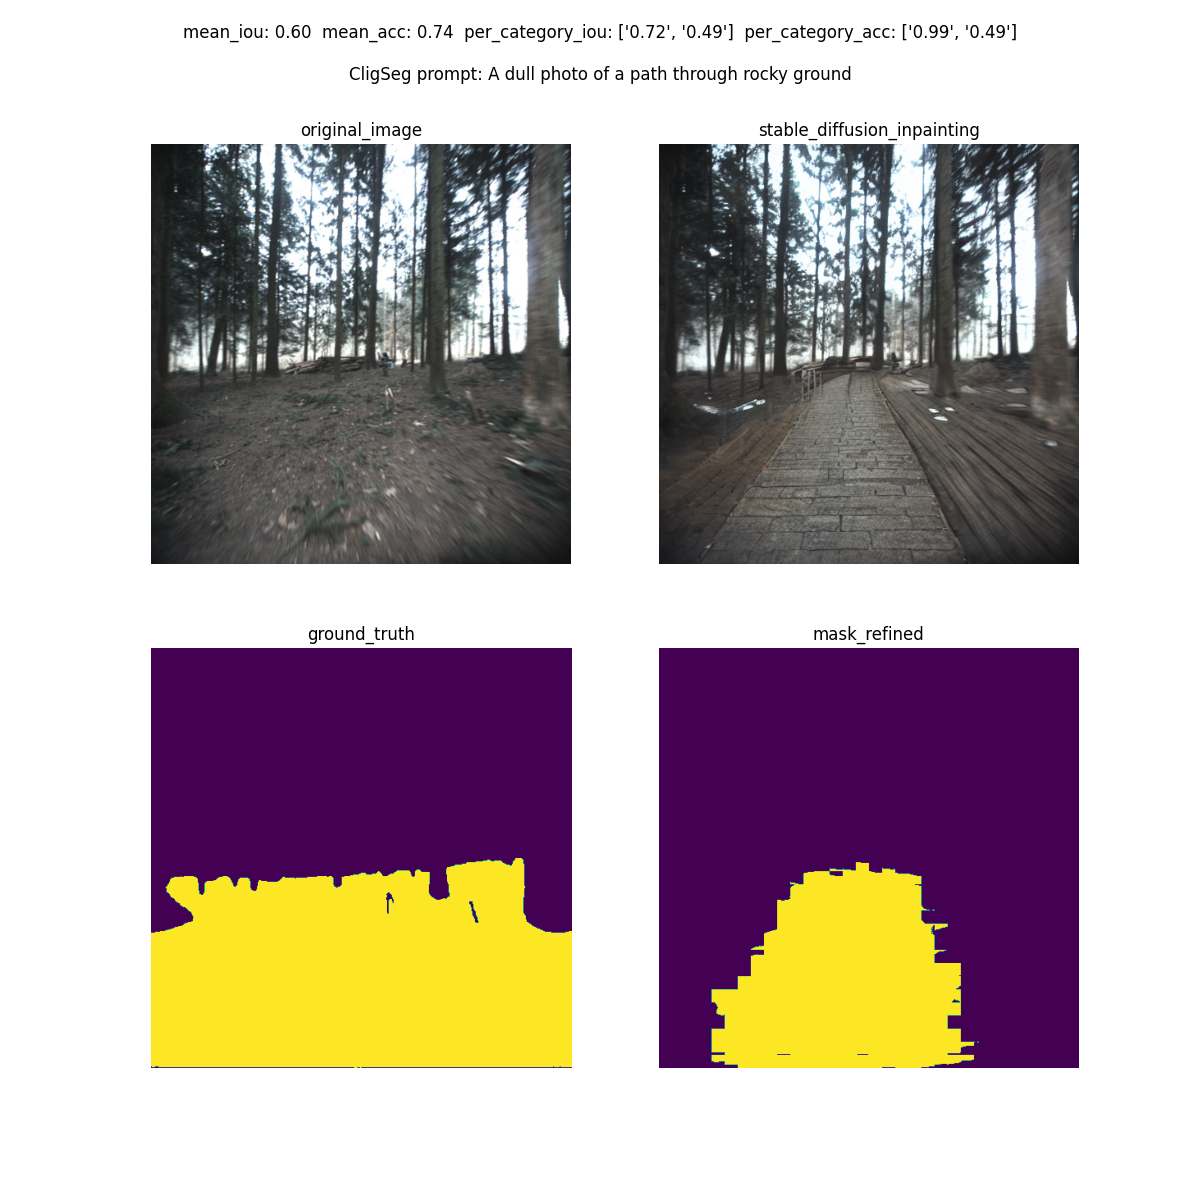 mean_iou: 0.60  mean_acc: 0.74  per_category_iou: ['0.72', '0.49']  per_category_acc: ['0.99', '0.49']
CligSeg prompt: A dull photo of a path through rocky ground
original_image
stable_diffusion_inpainting
ground_truth
mask_refined